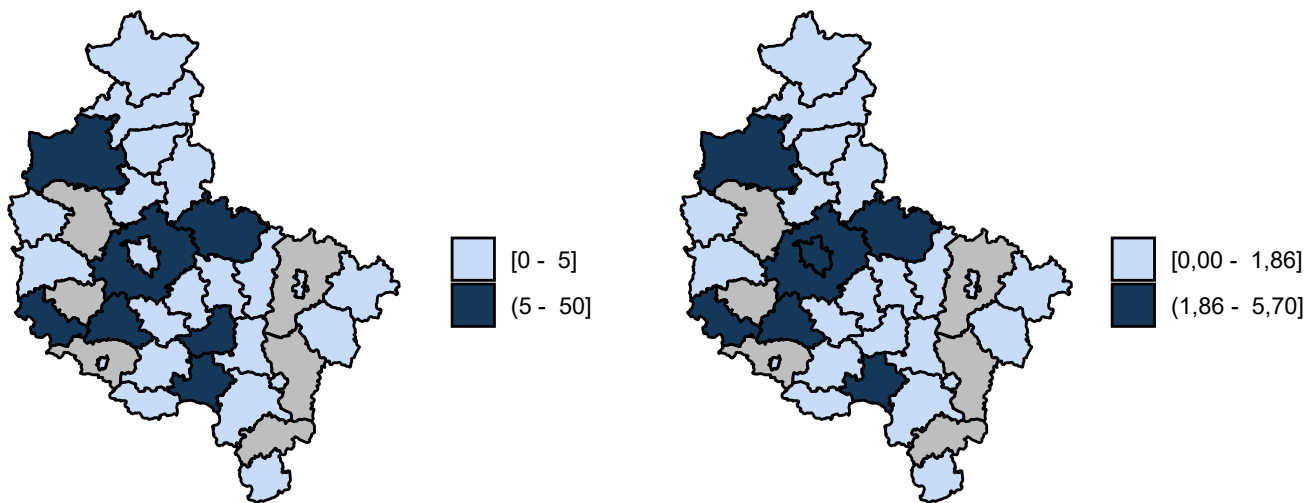 [0 - 5]
(5 - 50]
[0,00 - 1,86]
(1,86 - 5,70]